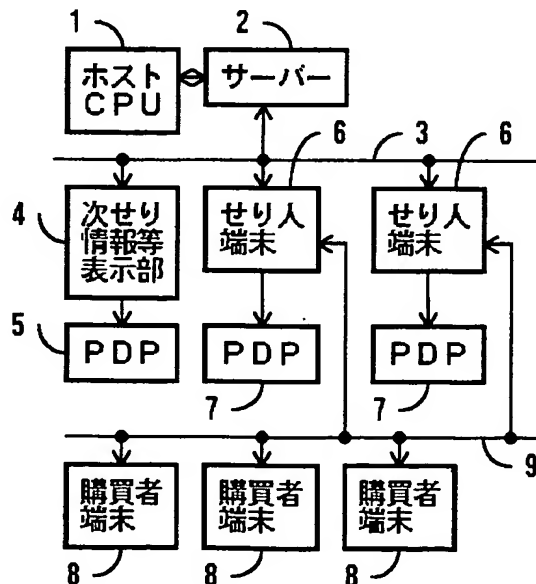 1
2
ホスト
CPU
サーバー
3
6
6
4
次せり
情報等
表示部
せり人
端末
せり人
端末
5
PDP
PDP
PDP
7
7
9
購買者
端末
購買者
端末
購買者
端末
8
8
8